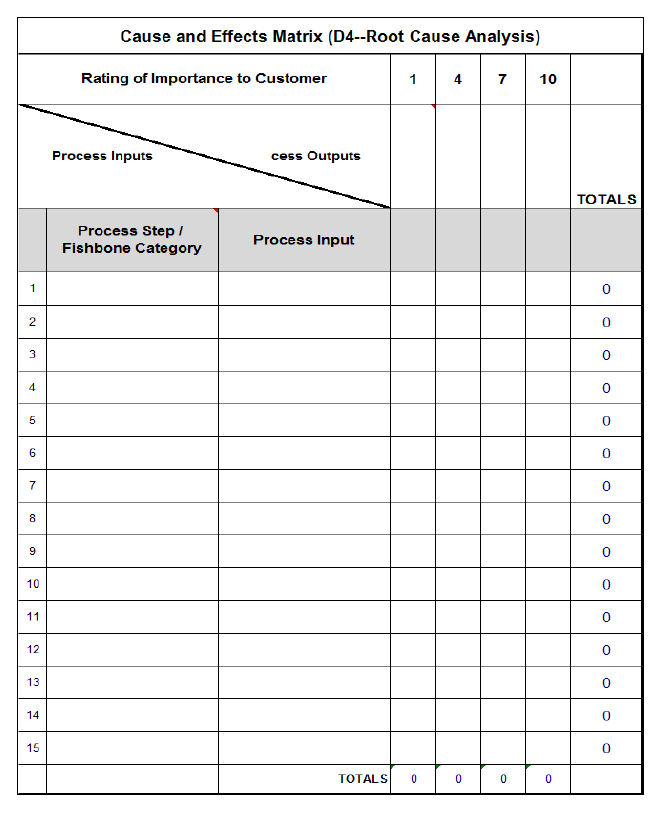 Cause and Effects Matrix (D4--Root Cause Analysis)
Rating of Importance to Customer 1 4 7 10
Process Inputs cess Outputs
TOTALS
Process Step /
Fishbone Category
Process Input
1 0
2 0
3 0
4 0
5 0
6 0
7 0
8 0
9 0
10 0
11 0
12 0
13 0
14 0
15 0
TOTALS 0 0 0 0